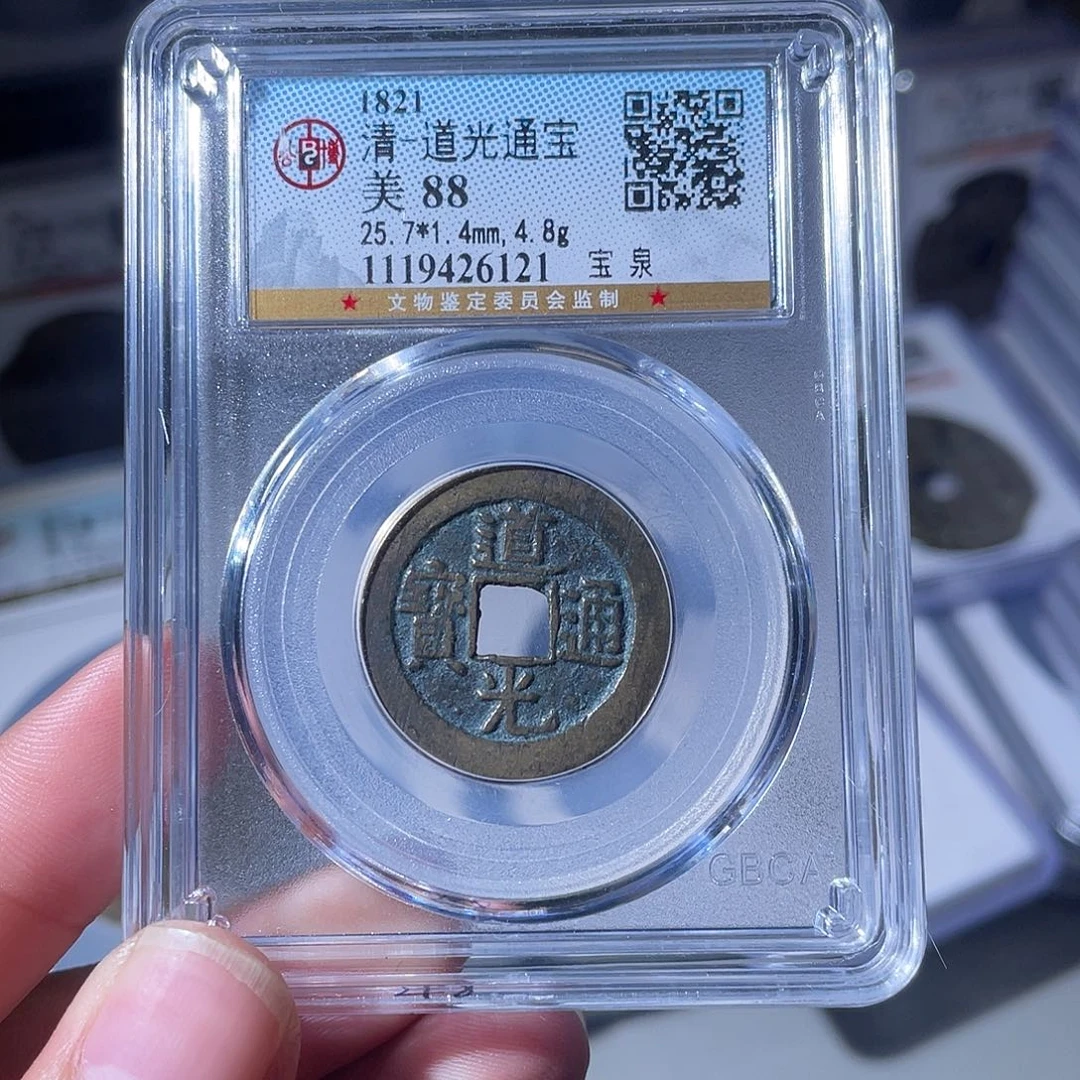 1821
清-道光通宝
美 88
25.7*1.4mm,4.8g
1119426121 宝 泉
★ 文物鉴定委员会监制 ★
道
寶 通
光
GBCA
GBCA